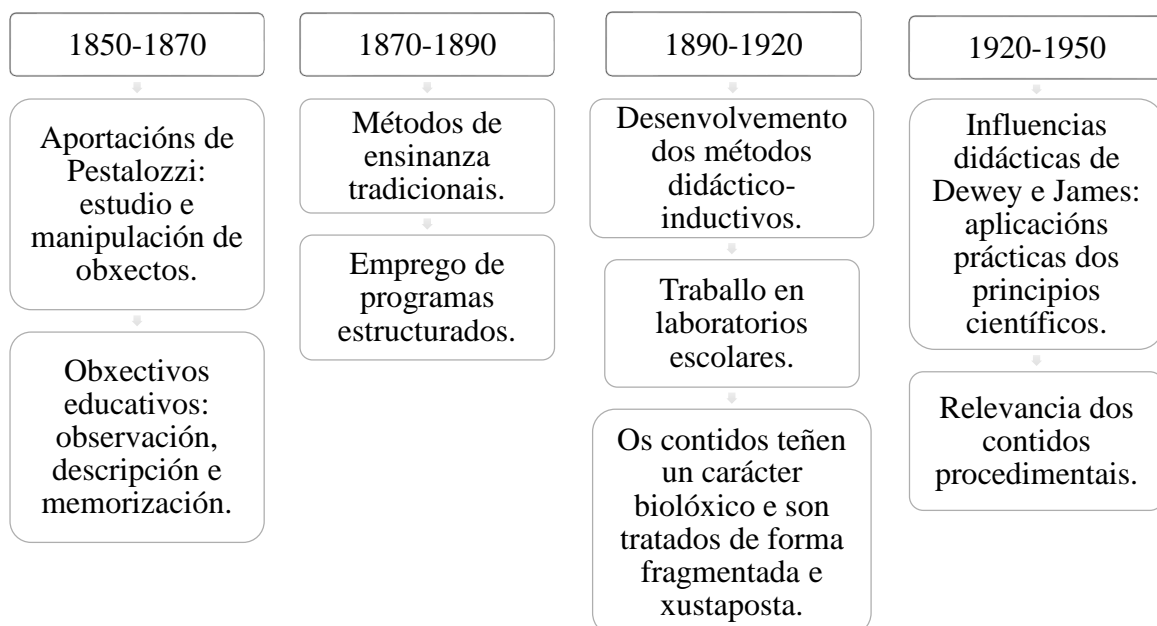 1850-1870
Aportacións de
Pestalozzi:
estudio e
manipulación de
obxectos.
Obxectivos
educativos:
observación,
descripción e
memorización.
1870-1890
Métodos de
ensinanza
tradicionais.
Emprego de
programas
estructurados.
1890-1920
Desenvolvemento
dos métodos
didáctico-
inductivos.
Traballo en
laboratorios
escolares.
Os contidos teñen
un carácter
biolóxico e son
tratados de forma
fragmentada e
xustaposta.
1920-1950
Influencias
didácticas de
Dewey e James:
aplicacións
prácticas dos
principios
científicos.
Relevancia dos
contidos
procedimentais.